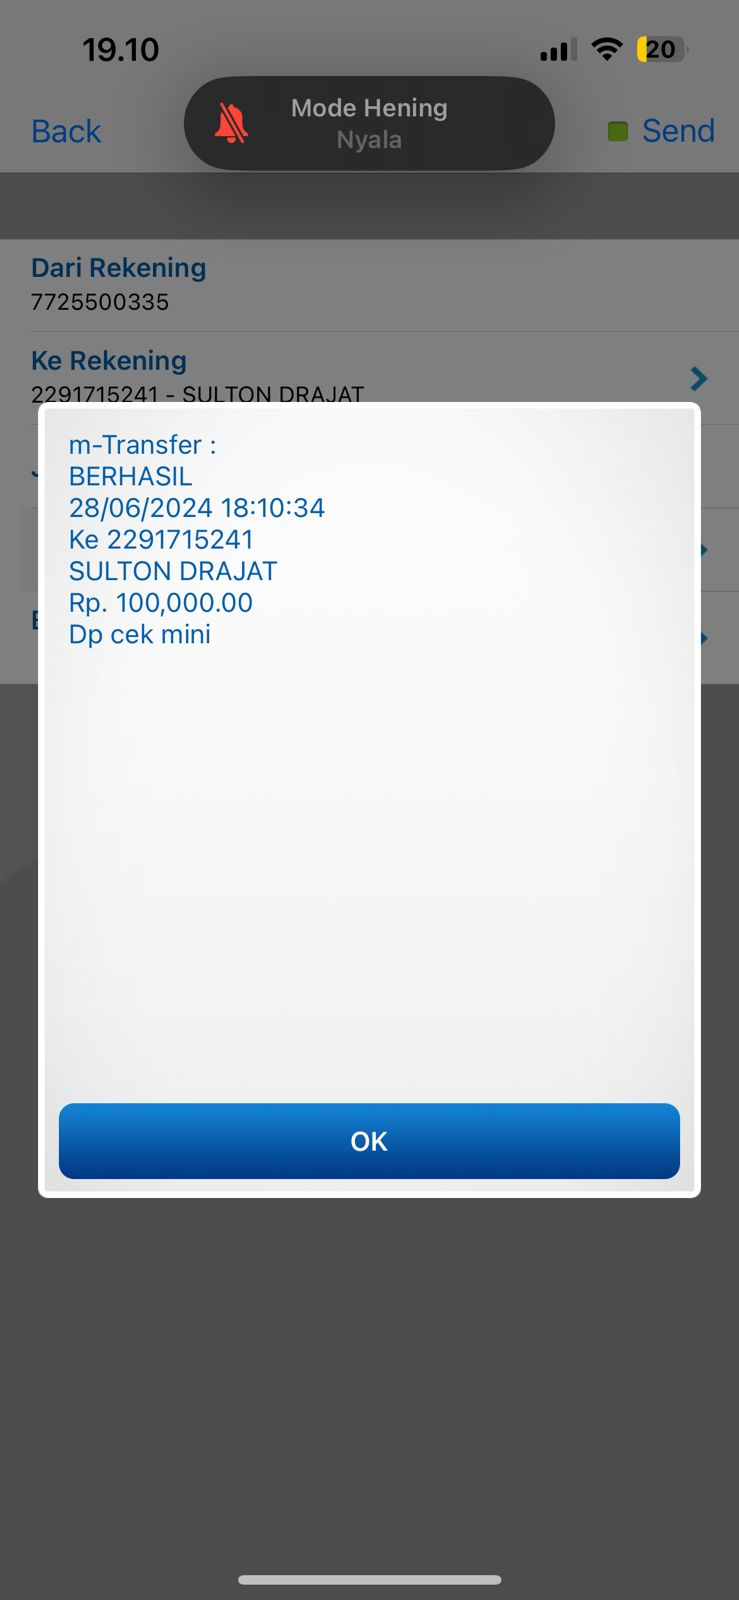 19.10
20
Back
Mode Hening
Nyala
Send
Dari Rekening
7725500335
Ke Rekening
2291715241 - SULTON DRAJAT
m-Transfer :
BERHASIL
28/06/2024 18:10:34
Ke 2291715241
SULTON DRAJAT
Rp. 100,000.00
Dp cek mini
OK